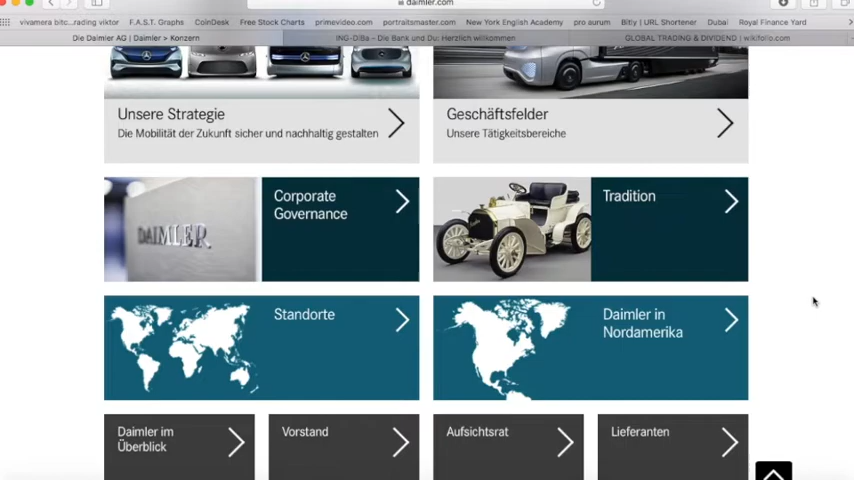 daimler.com
vivamera bitc...rading viktor F.A.S.T. Graphs CoinDesk Free Stock Charts primevideo.com portraitsmaster.com New York English Academy pro aurum Bitly | URL Shortener Dubai Royal Finance Yard
Die Daimler AG | Daimler > Konzern
ING-DiBa – Die Bank und Du: Herzlich willkommen
GLOBAL TRADING & DIVIDEND | wikifolio.com
Unsere Strategie
Die Mobilität der Zukunft sicher und nachhaltig gestalten
Geschäftsfelder
Unsere Tätigkeitsbereiche
DAIMLER
Corporate
Governance
Tradition
Standorte
Daimler in
Nordamerika
Daimler im
Überblick
Vorstand
Aufsichtsrat
Lieferanten